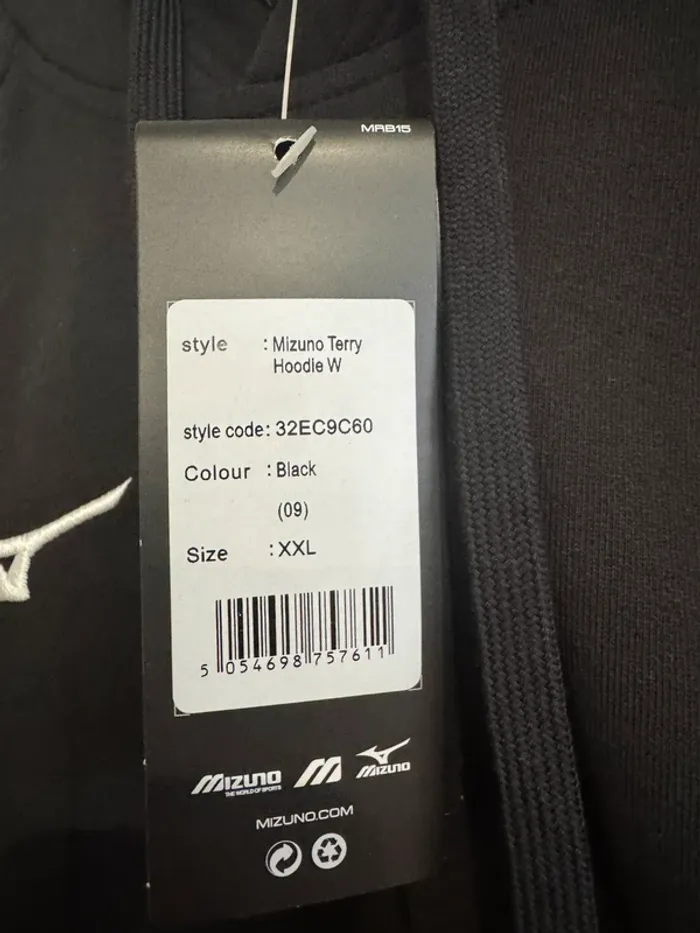 MRB15
style : Mizuno Terry
Hoodie W
style code: 32EC9C60
Colour : Black
(09)
Size : XXL
5 054698 757611
MIZUNO
THE WORLD OF SPORTS
MIZUNO
MIZUNO.COM